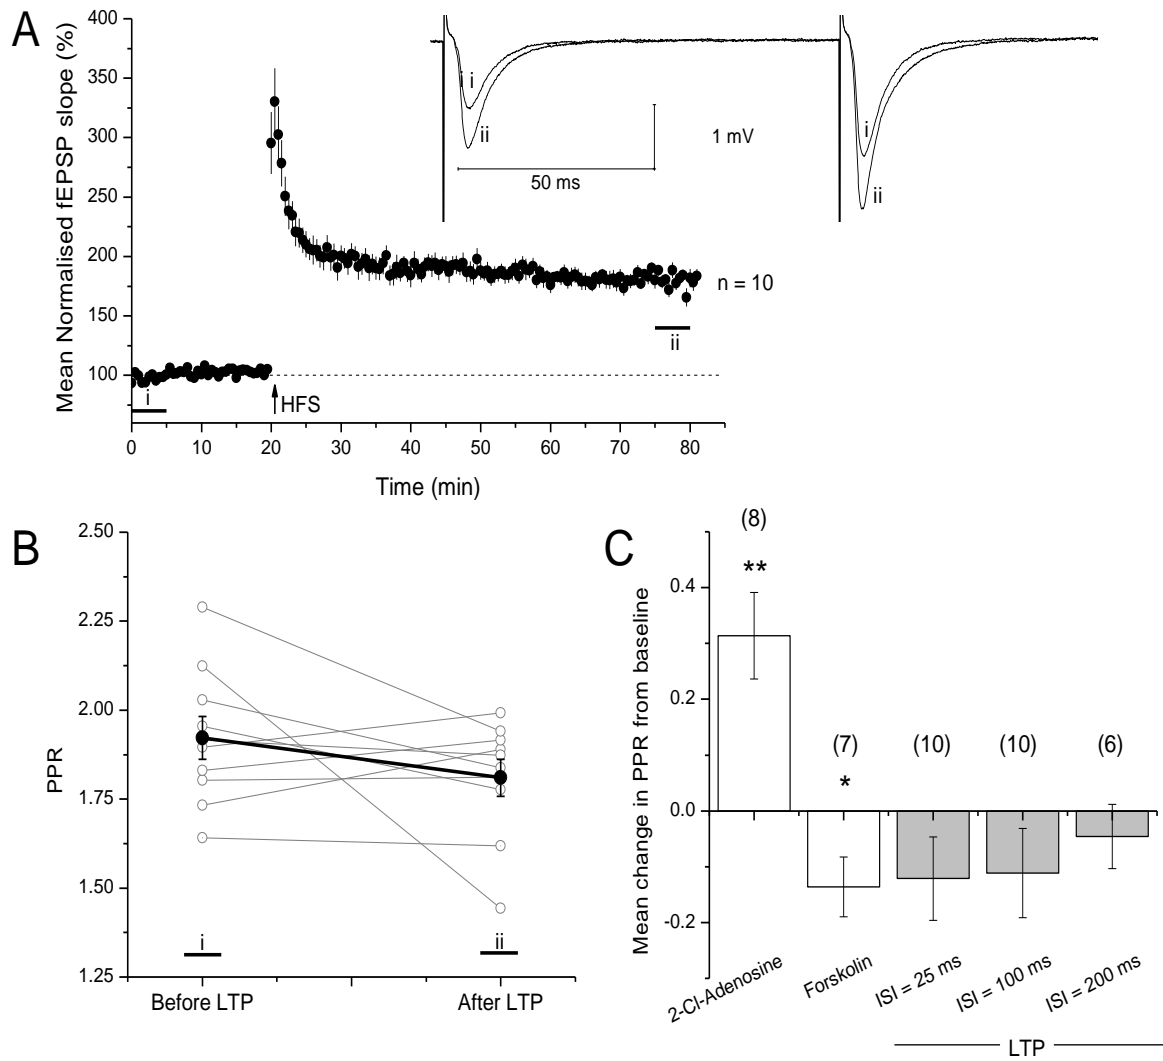 A
Mean Normalised fEPSP slope (%)
400
350
300
250
200
150
100
i
ii
i
ii
1 mV
50 ms
n = 10
ii
i
HFS
0 10 20 30 40 50 60 70 80
Time (min)
B
PPR
2.50
2.25
2.00
1.75
1.50
1.25
i
ii
Before LTP
After LTP
C
Mean change in PPR from baseline
0.4
0.2
0.0
-0.2
(8)
**
(7)
*
(10)
(10)
(6)
2-Cl-Adenosine
Forskolin
ISI = 25 ms
ISI = 100 ms
ISI = 200 ms
LTP